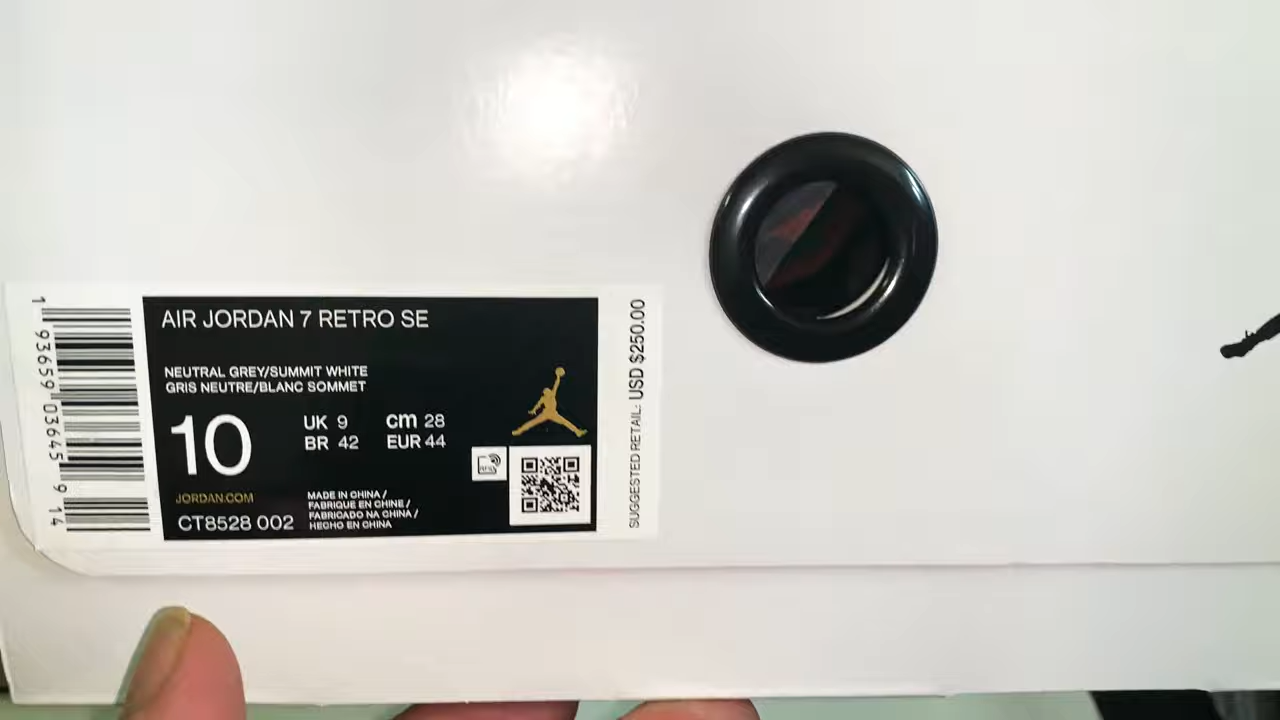 AIR JORDAN 7 RETRO SE
NEUTRAL GREY/SUMMIT WHITE
GRIS NEUTRE/BLANC SOMMET
10
UK 9
cm 28
BR 42
EUR 44
JORDAN.COM
CT8528 002
MADE IN CHINA /
FABRIQUE EN CHINE /
FABRICADO NA CHINA /
HECHO EN CHINA
SUGGESTED RETAIL: USD $250.00
1 93659 03645 9 14